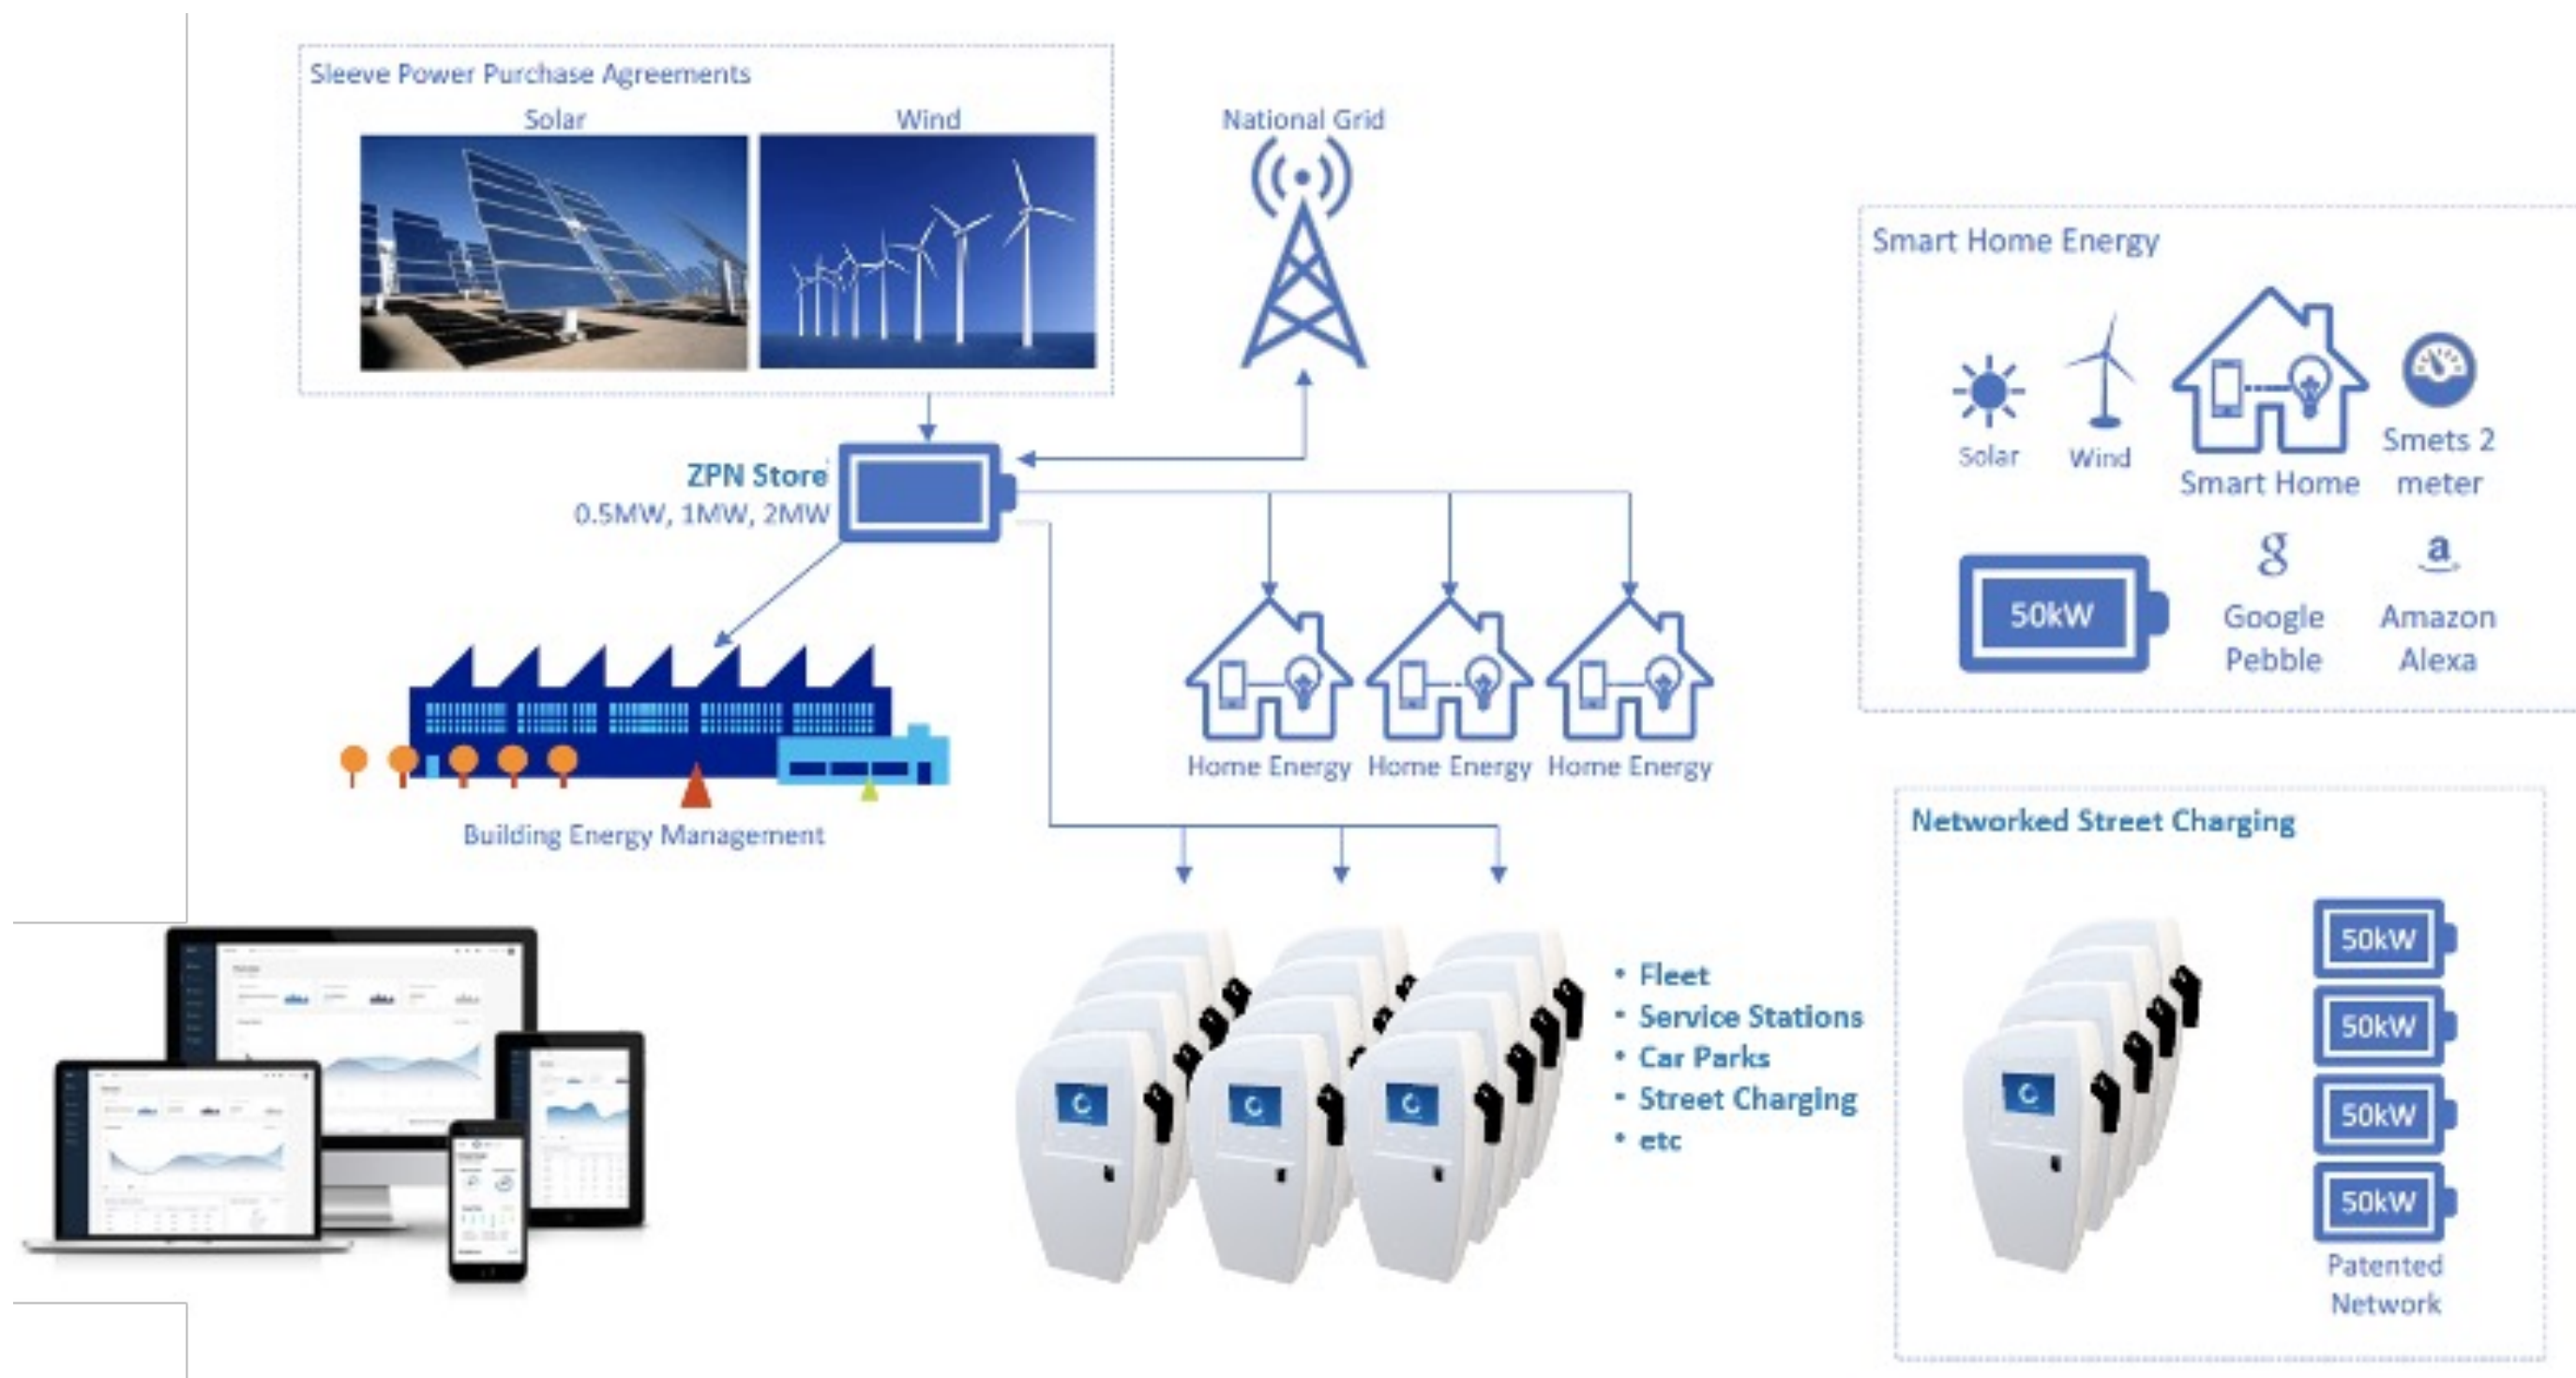 Sleeve Power Purchase Agreements
Solar
Wind
National Grid
ZPN Store
0.5MW, 1MW, 2MW
Building Energy Management
Home Energy
Home Energy
Home Energy
• Fleet
• Service Stations
• Car Parks
• Street Charging
• etc
Smart Home Energy
Solar
Wind
Smart Home
Smets 2
meter
50kW
g
Google
Pebble
a
Amazon
Alexa
Networked Street Charging
50kW
50kW
50kW
50kW
Patented
Network